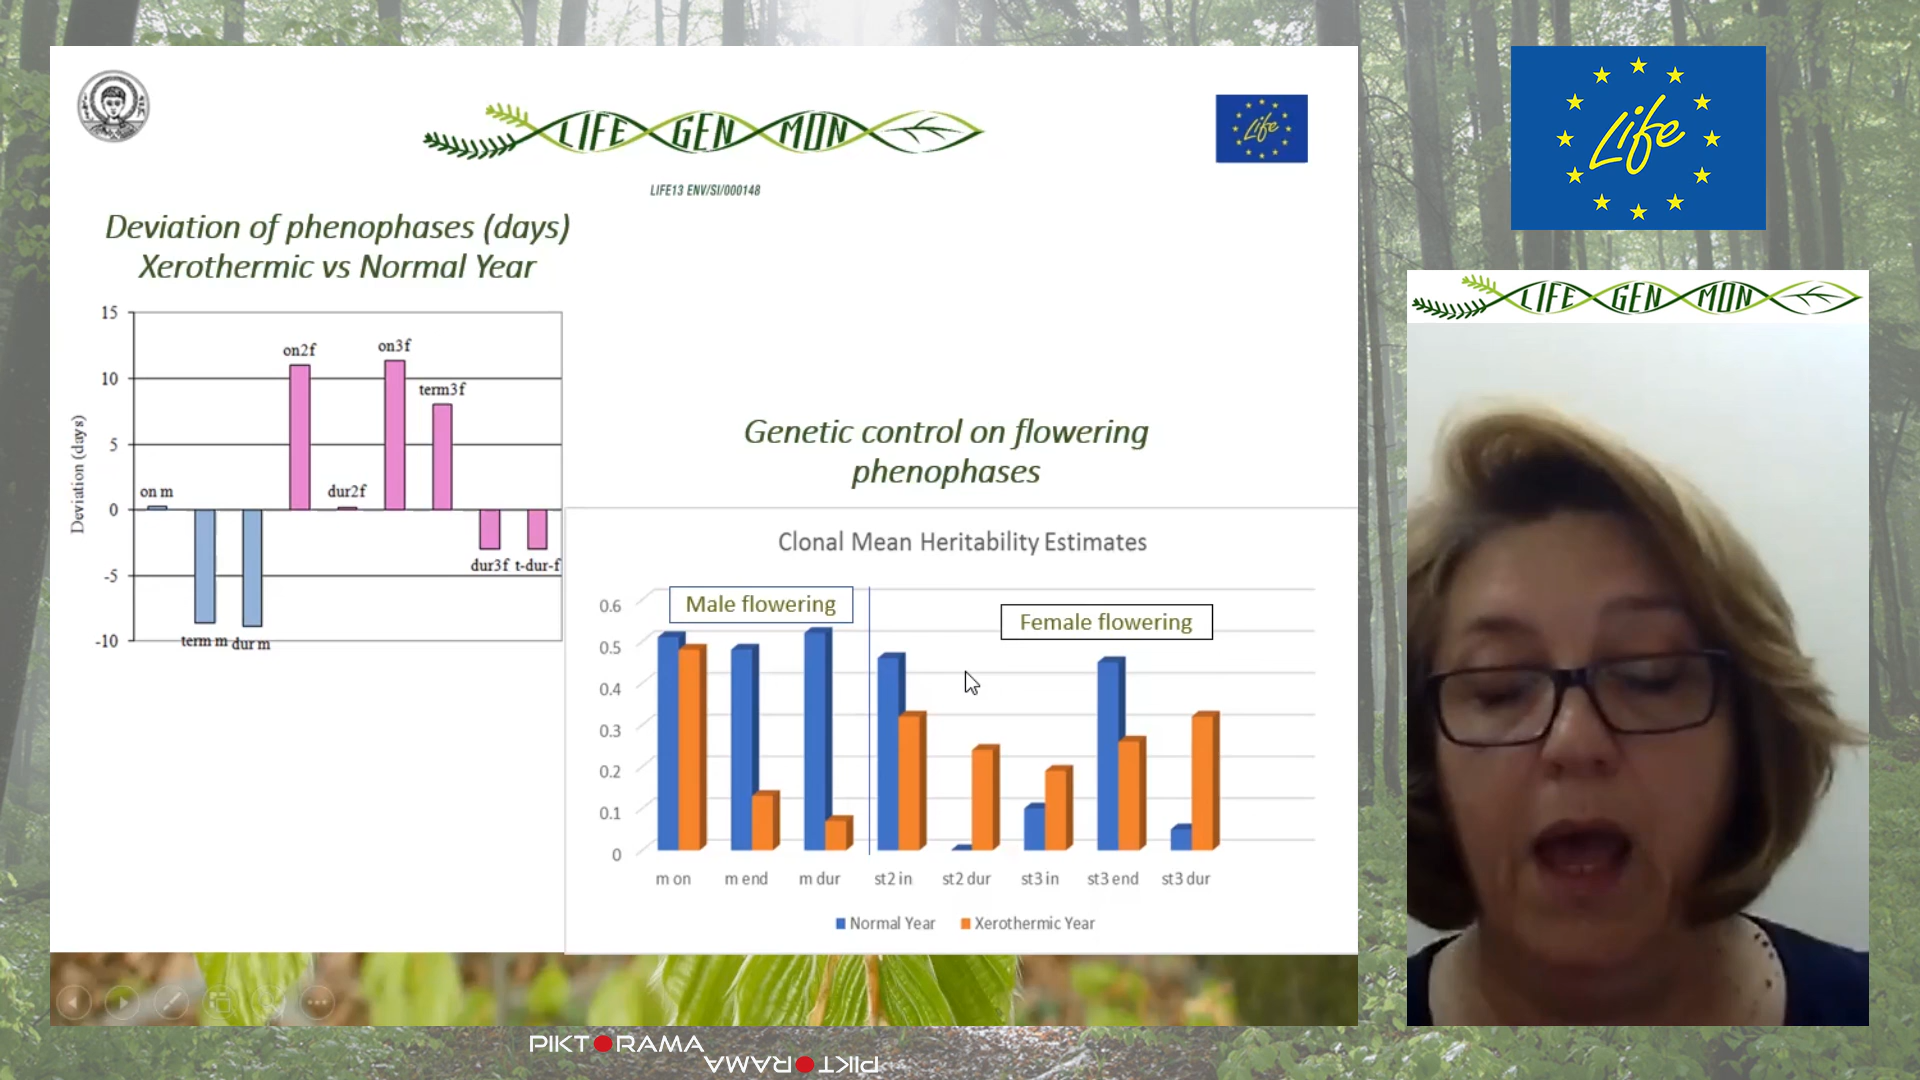 LIFE GEN MON
LIFE13 ENV/SI/000148
Life
Life
LIFE GEN MON
Deviation of phenophases (days)
Xerothermic vs Normal Year
15
10
5
0
-5
-10
Deviation (days)
on m
term m
dur m
on2f
dur2f
on3f
term3f
dur3f
t-dur-f
Genetic control on flowering
phenophases
Clonal Mean Heritability Estimates
Male flowering
Female flowering
0.6
0.5
0.4
0.3
0.2
0.1
0
m on
m end
m dur
st2 in
st2 dur
st3 in
st3 end
st3 dur
Normal Year
Xerothermic Year
PIKTORAMA
PIKTORAMA